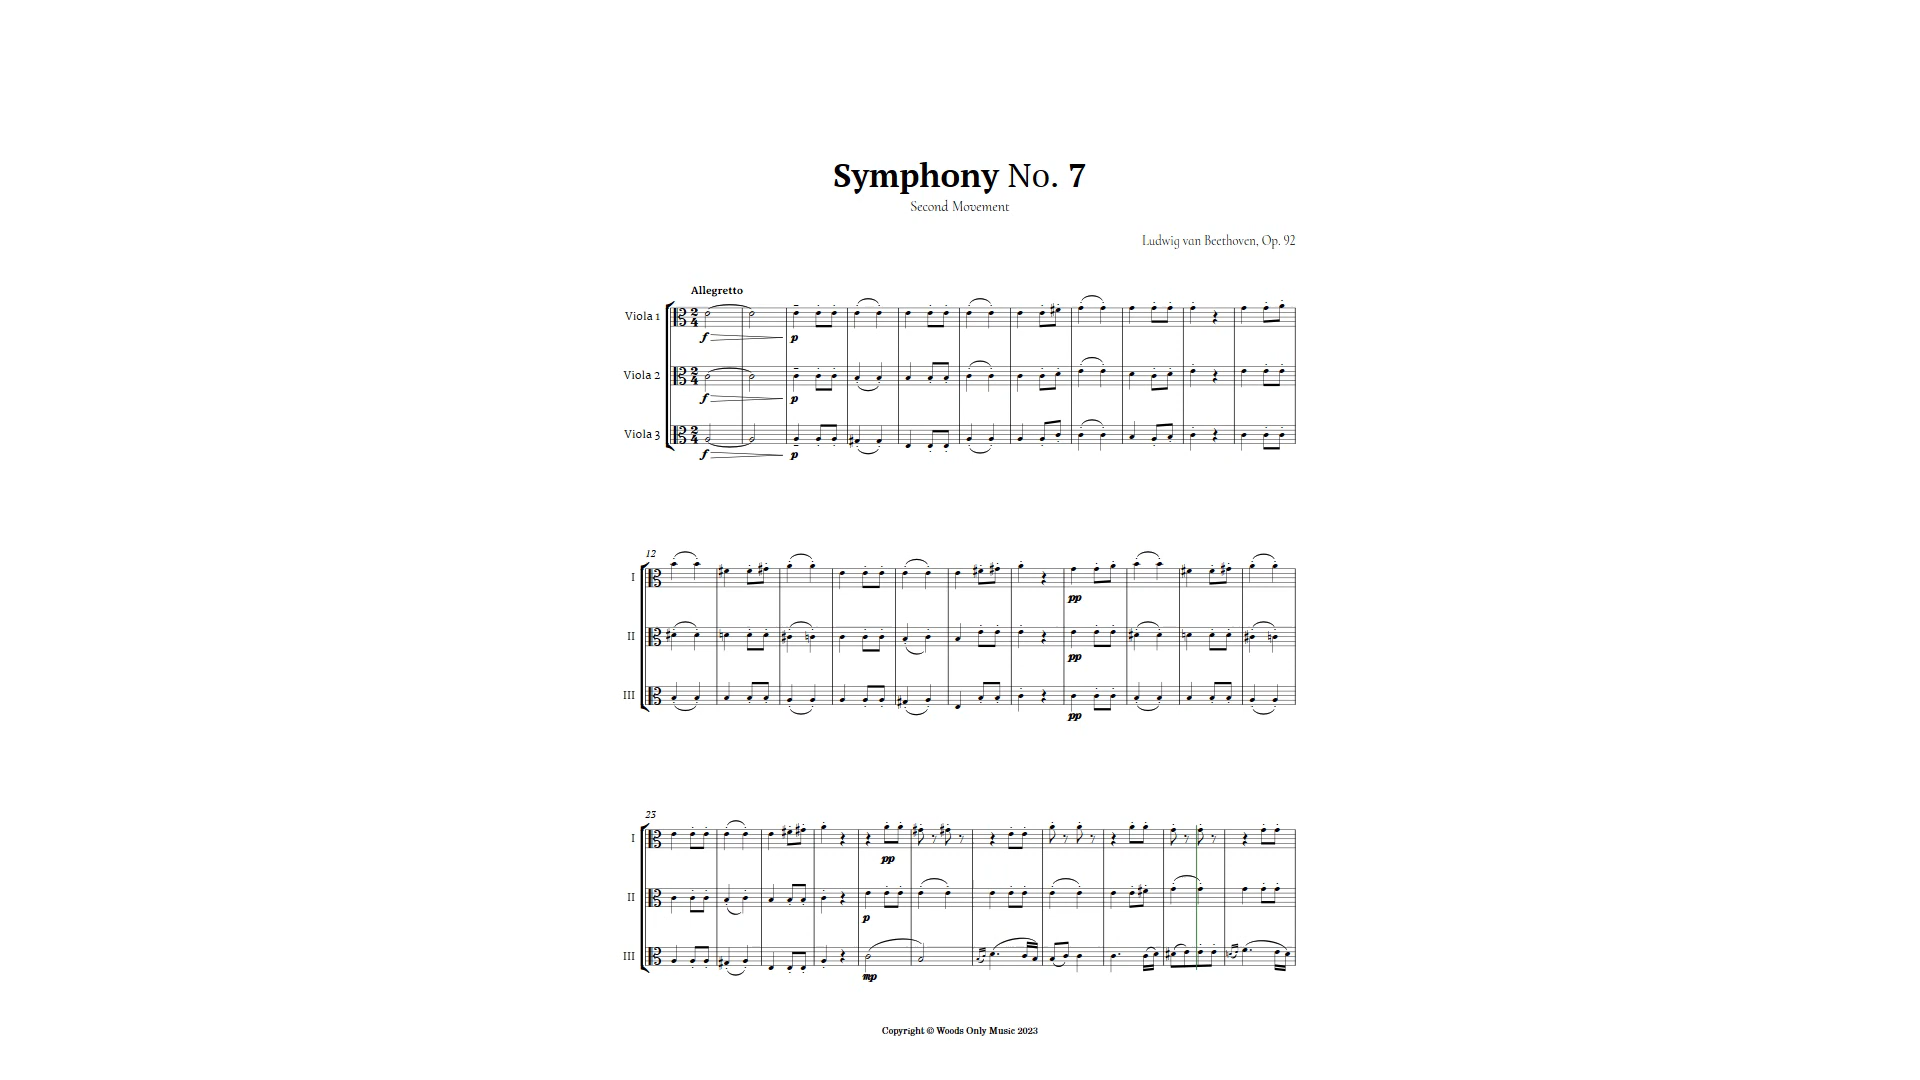 Symphony No. 7
Second Movement
Ludwig van Beethoven, Op. 92
Allegretto
Viola 1
f p
Viola 2
f p
Viola 3
f p
12
I
pp
II
pp
III
pp
23
I
pp
II
p
III
mp
Copyright © Woods Only Music 2023